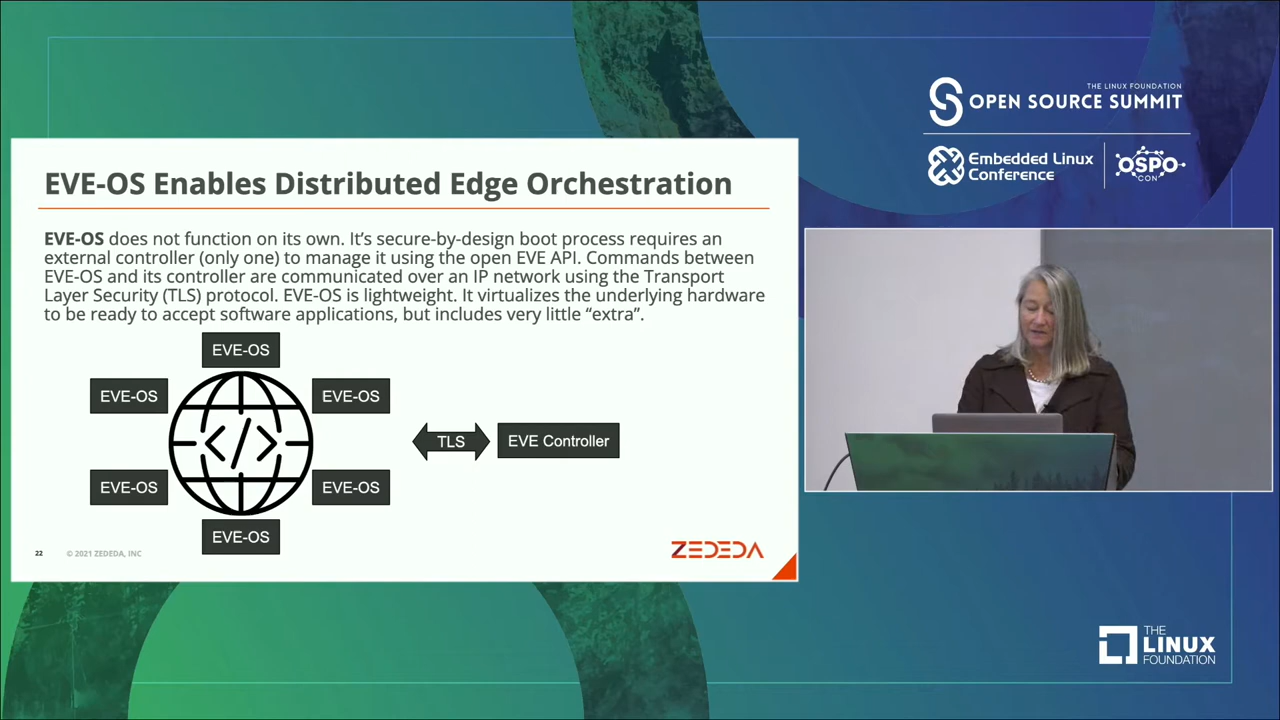 THE LINUX FOUNDATION
OPEN SOURCE SUMMIT
Embedded Linux
Conference
OSPO
CON
EVE-OS Enables Distributed Edge Orchestration
EVE-OS does not function on its own. It's secure-by-design boot process requires an
external controller (only one) to manage it using the open EVE API. Commands between
EVE-OS and its controller are communicated over an IP network using the Transport
Layer Security (TLS) protocol. EVE-OS is lightweight. It virtualizes the underlying hardware
to be ready to accept software applications, but includes very little “extra”.
EVE-OS
EVE-OS
EVE-OS
</>
TLS
EVE Controller
EVE-OS
EVE-OS
EVE-OS
22
© 2021 ZEDEDA, INC
ZEDEDA
THE
LINUX
FOUNDATION